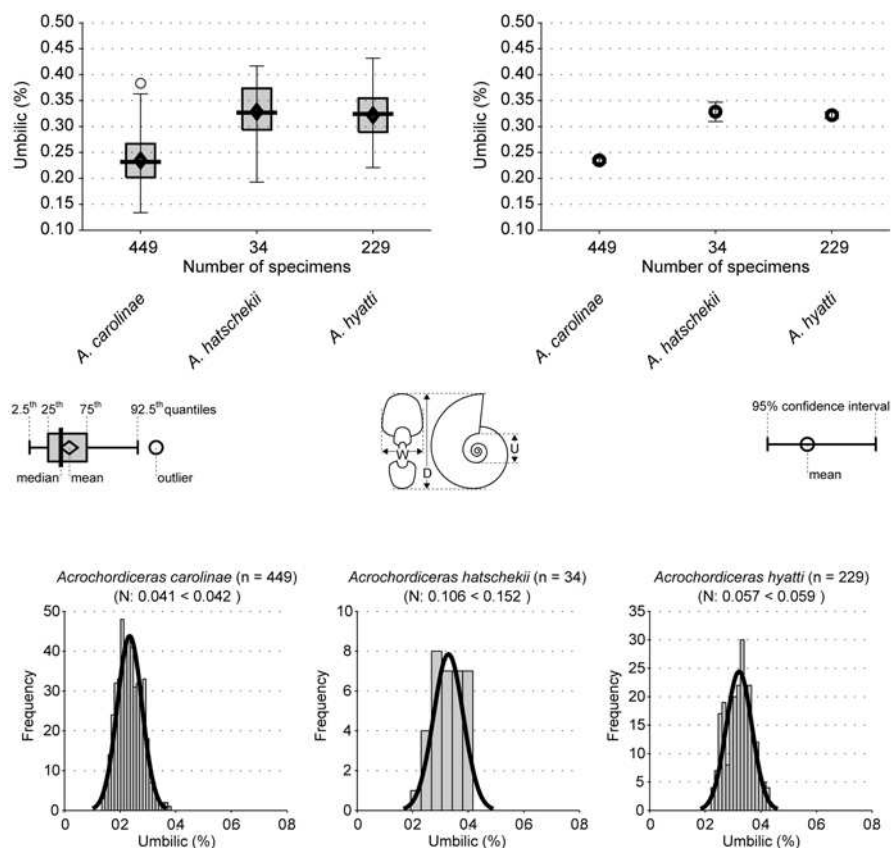 0.50
0.45
0.40
0.35
0.30
0.25
0.20
0.15
0.10
Umbilic (%)
449 34 229
Number of specimens
A. carolinae
A. hatschekii
A. hyatti
0.50
0.45
0.40
0.35
0.30
0.25
0.20
0.15
0.10
Umbilic (%)
449 34 229
Number of specimens
A. carolinae
A. hatschekii
A. hyatti
2.5th 25th 75th 92.5th quantiles
median mean outlier
W D U
95% confidence interval
mean
Acrochordiceras carolinae (n = 449)
(N: 0.041 < 0.042 )
50
40
30
20
10
0
Frequency
0 02 04 06 08
Umbilic (%)
Acrochordiceras hatschekii (n = 34)
(N: 0.106 < 0.152 )
10
8
6
4
2
0
Frequency
0 02 04 06 08
Umbilic (%)
Acrochordiceras hyatti (n = 229)
(N: 0.057 < 0.059 )
35
30
25
20
15
10
5
0
Frequency
0 02 04 06 08
Umbilic (%)